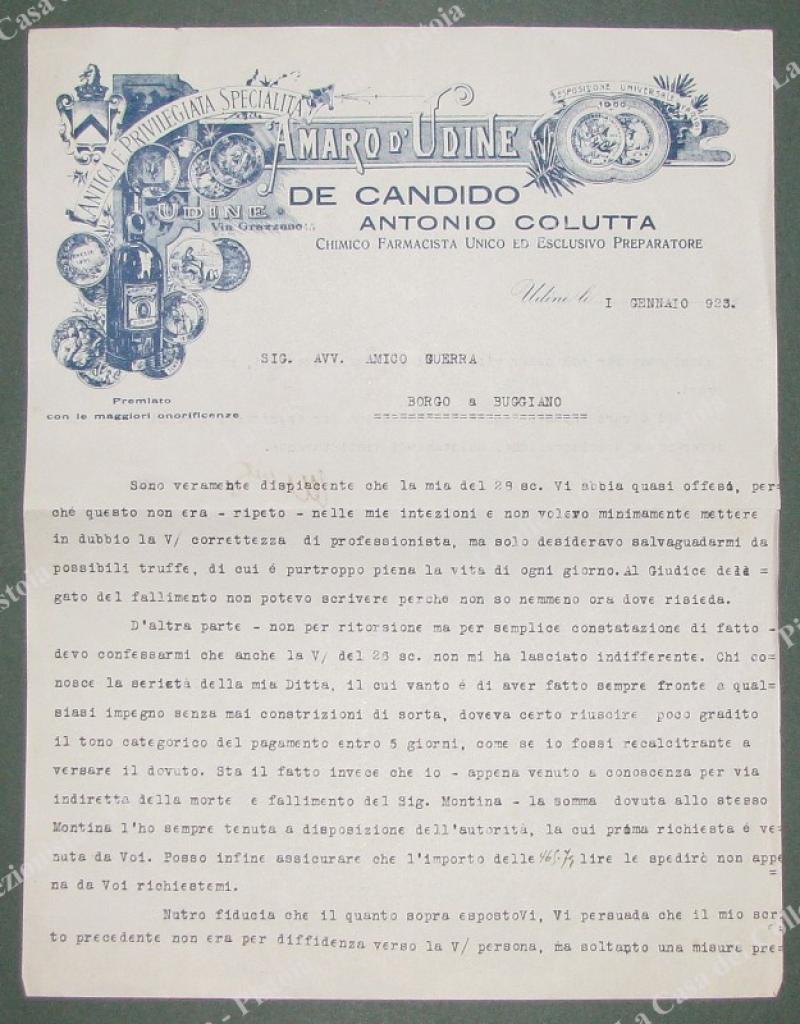 ANTICA E PRIVILEGIATA SPECIALITÀ
AMARO D'UDINE
ESPOSIZIONE UNIVERSALE
1900
UDINE
Via Grazzano
DE CANDIDO
ANTONIO COLUTTA
CHIMICO FARMACISTA UNICO ED ESCLUSIVO PREPARATORE
Udine li I GENNAIO 923.
SIG. AVV. AMICO GUERRA
BORGO a BUGGIANO
=========================
Premiato
con le maggiori onorificenze
Sono veramente dispiacente che la mia del 28 sc. Vi abbia quasi offeso, per=
ché questo non era - ripeto - nelle mie intezioni e non volevo minimamente mettere
in dubbio la V/ correttezza di professionista, ma solo desideravo salvaguadarmi da
possibili truffe, di cui é purtroppo piena la vita di ogni giorno. Al Giudice dele =
gato del fallimento non potevo scrivere perché non so nemmeno ora dove risieda.
D'altra parte - non per ritorsione ma per semplice constatazione di fatto -
devo confessarmi che anche la V/ del 26 sc. non mi ha lasciato indifferente. Chi co=
nosce la serietà della mia Ditta, il cui vanto é di aver fatto sempre fronte a qual=
siasi impegno senza mai constrizioni di sorta, doveva certo riuscire poco gradito
il tono categorico del pagamento entro 5 giorni, come se io fossi recalcitrante a
versare il dovuto. Sta il fatto invece che io - appena venuto a conoscenza per via
indiretta della morte e fallimento del Sig. Montina - la somma dovuta allo stesso
Montina l'ho sempre tenuta a disposizione dell'autorità, la cui prima richiesta é ve=
nuta da Voi. Posso infine assicurare che l'importo delle lire le spedirò non appe
=
na da Voi richiestemi.
Nutro fiducia che il quanto sopra espostoVi, Vi persuada che il mio scri
to precedente non era per diffidenza verso la V/ persona, ma soltanto una misura pre=